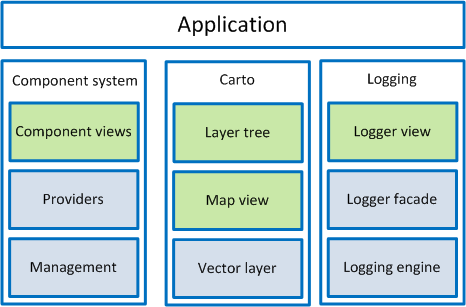 Application
Component system
Component views
Providers
Management
Carto
Layer tree
Map view
Vector layer
Logging
Logger view
Logger facade
Logging engine